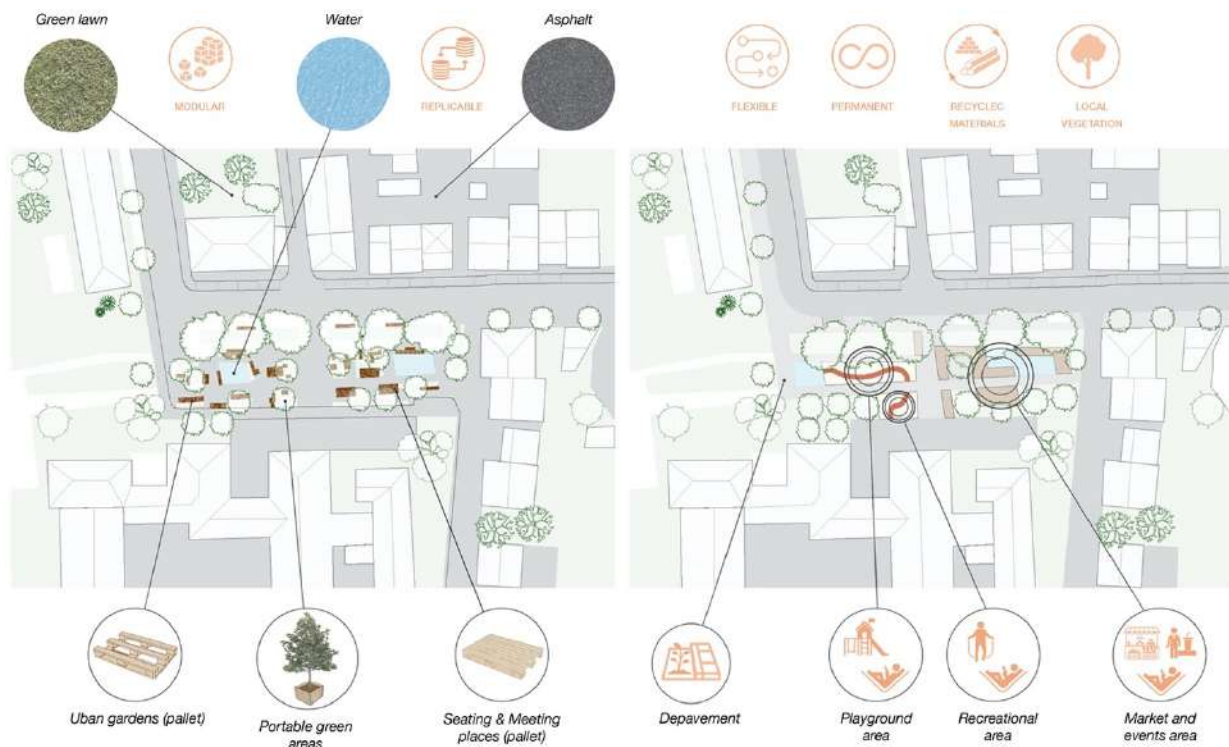 Green lawn
Water
Asphalt
MODULAR
REPLICABLE
FLEXIBLE
PERMANENT
RECYCLEC
MATERIALS
LOCAL
VEGETATION
Uban gardens (pallet)
Portable green
areas
Seating & Meeting
places (pallet)
Depavement
Playground
area
Recreational
area
Market and
events area